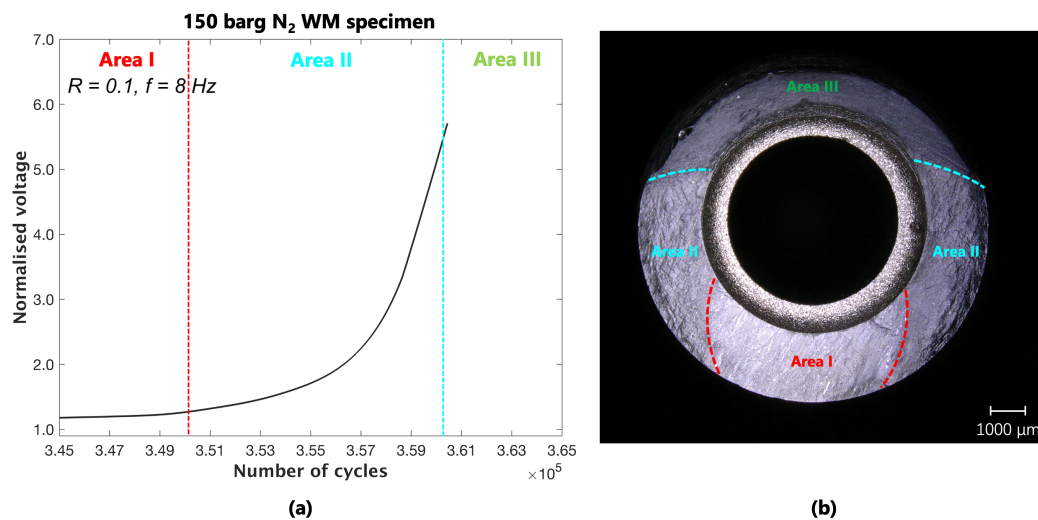 150 barg N₂ WM specimen
7.0
6.0
5.0
4.0
3.0
2.0
1.0
Normalised voltage
Area I
Area II
Area III
R = 0.1, f = 8 Hz
3.45
3.47
3.49
3.51
3.53
3.55
3.57
3.59
3.61
3.63
3.65
× 10⁵
Number of cycles
(a)
Area III
Area II
Area II
Area I
1000 µm
(b)